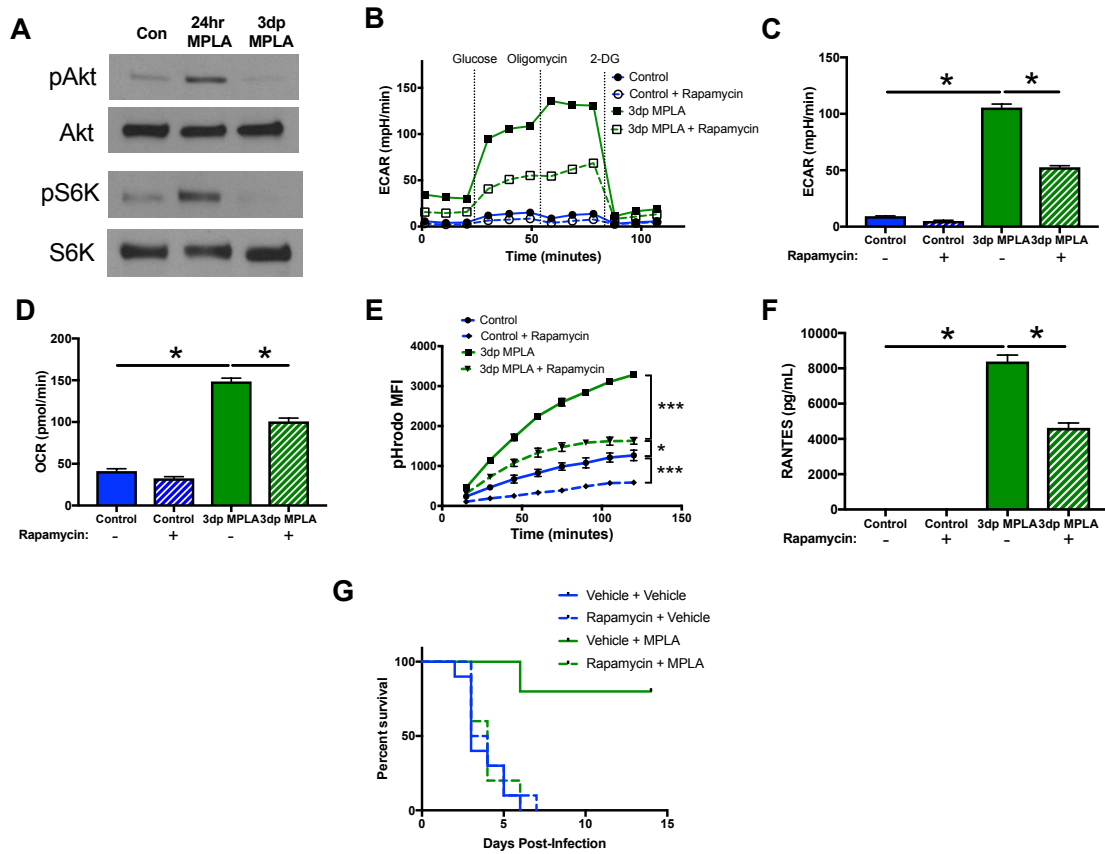 A
Con
24hr
MPLA
3dp
MPLA
pAkt
Akt
pS6K
S6K
B
Glucose
Oligomycin
2-DG
150
100
50
0
0
50
100
ECAR (mpH/min)
Time (minutes)
Control
Control + Rapamycin
3dp MPLA
3dp MPLA + Rapamycin
C
ECAR (mpH/min)
150
100
50
0
*
*
Control
Control
3dp MPLA
3dp MPLA
Rapamycin:
-
+
-
+
D
OCR (pmol/min)
200
150
100
50
0
*
*
Control
Control
3dp MPLA
3dp MPLA
Rapamycin:
-
+
-
+
E
Control
Control + Rapamycin
3dp MPLA
3dp MPLA + Rapamycin
pHrodo MFI
4000
3000
2000
1000
0
0
50
100
150
Time (minutes)
***
*
***
F
RANTES (pg/mL)
10000
8000
6000
4000
2000
0
*
*
Control
Control
3dp MPLA
3dp MPLA
Rapamycin:
-
+
-
+
G
Vehicle + Vehicle
Rapamycin + Vehicle
Vehicle + MPLA
Rapamycin + MPLA
Percent survival
100
50
0
0
5
10
15
Days Post-Infection